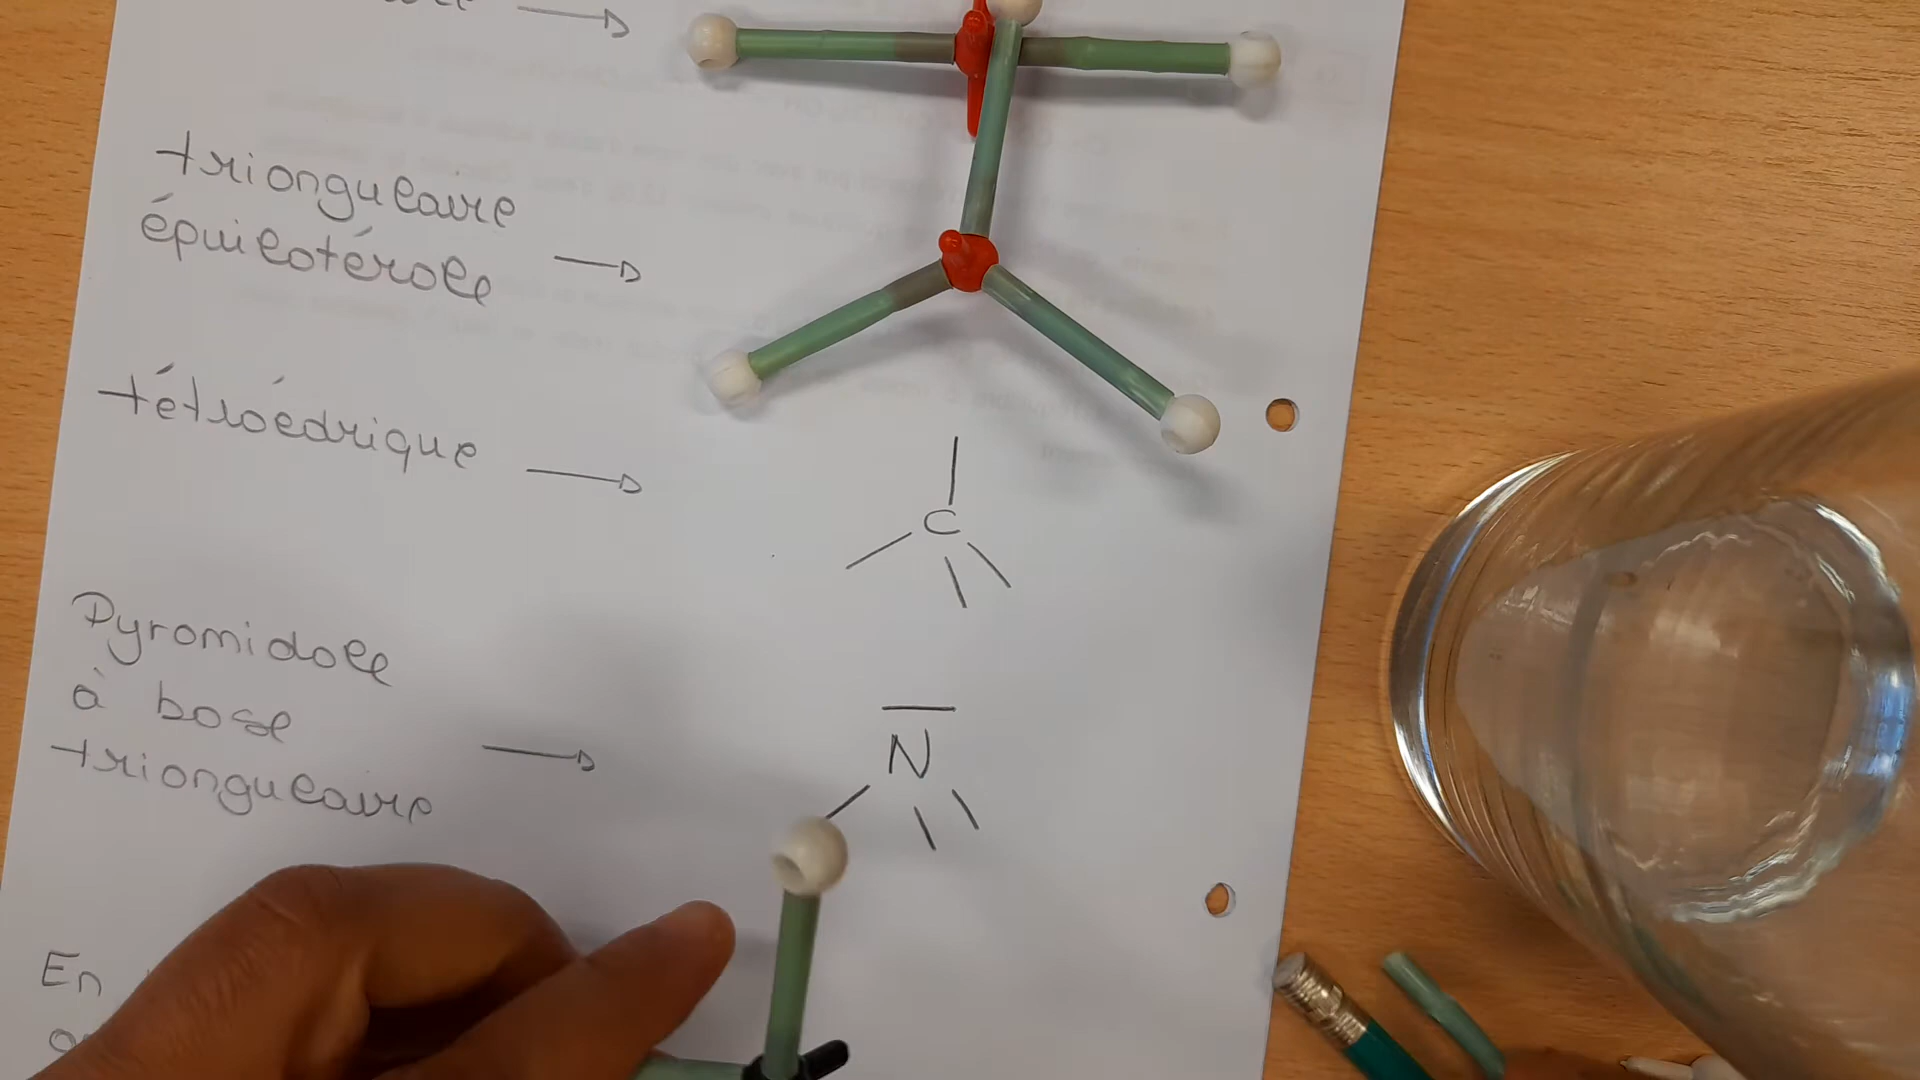 triangulaire
équilatérale
tétraédrique
C
Pyramidale
à base
triangulaire
N
En